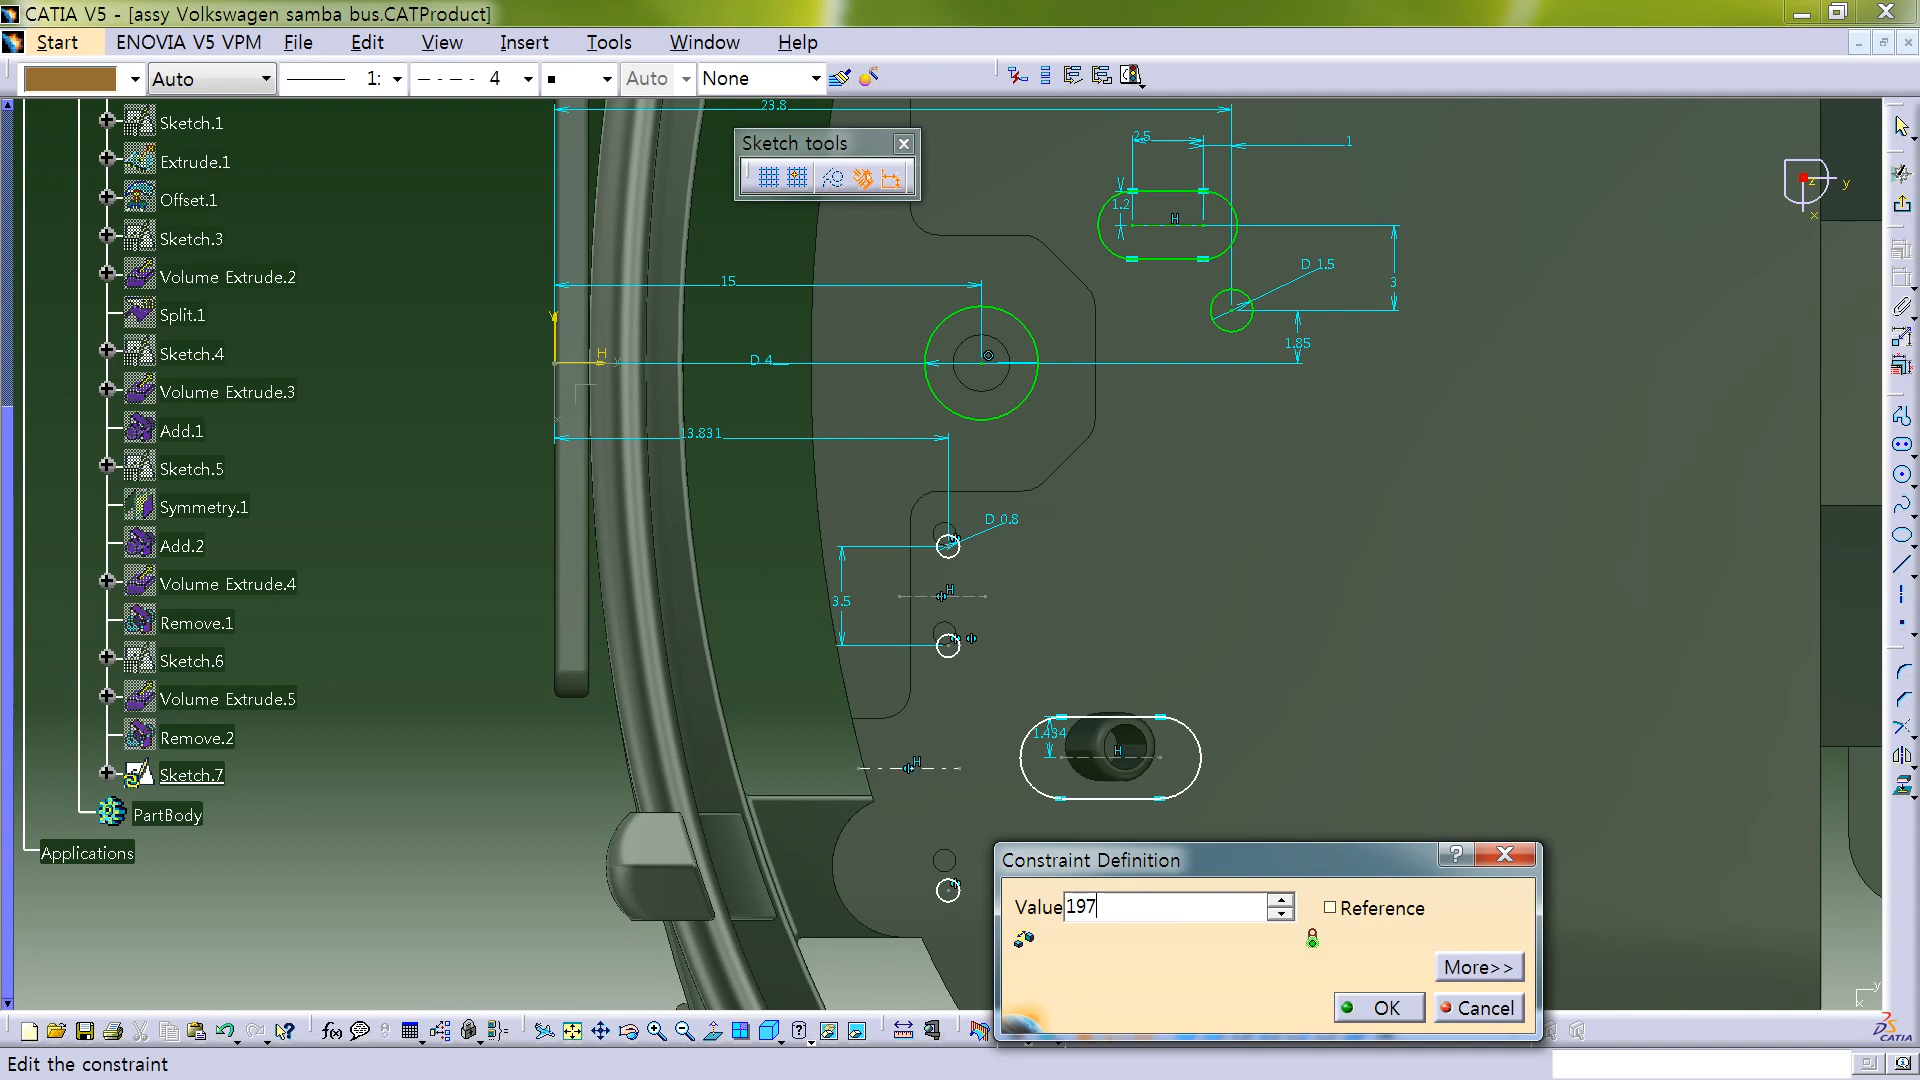 CATIA V5 - [assy Volkswagen samba bus.CATProduct]
Start ENOVIA V5 VPM File Edit View Insert Tools Window Help
Auto 1: 4 Auto None
Sketch.1
Extrude.1
Offset.1
Sketch.3
Volume Extrude.2
Split.1
Sketch.4
Volume Extrude.3
Add.1
Sketch.5
Symmetry.1
Add.2
Volume Extrude.4
Remove.1
Sketch.6
Volume Extrude.5
Remove.2
Sketch.7
PartBody
Applications
Sketch tools
23.8
2.5
1
V
1.2
H
D 1.5
3
1.85
15
H
y
D 4
13.831
D 0.8
H
3.5
1.434
H
H
z
y
x
Constraint Definition
Value 197
Reference
More>>
OK Cancel
y
x
f(x)
CATIA
Edit the constraint